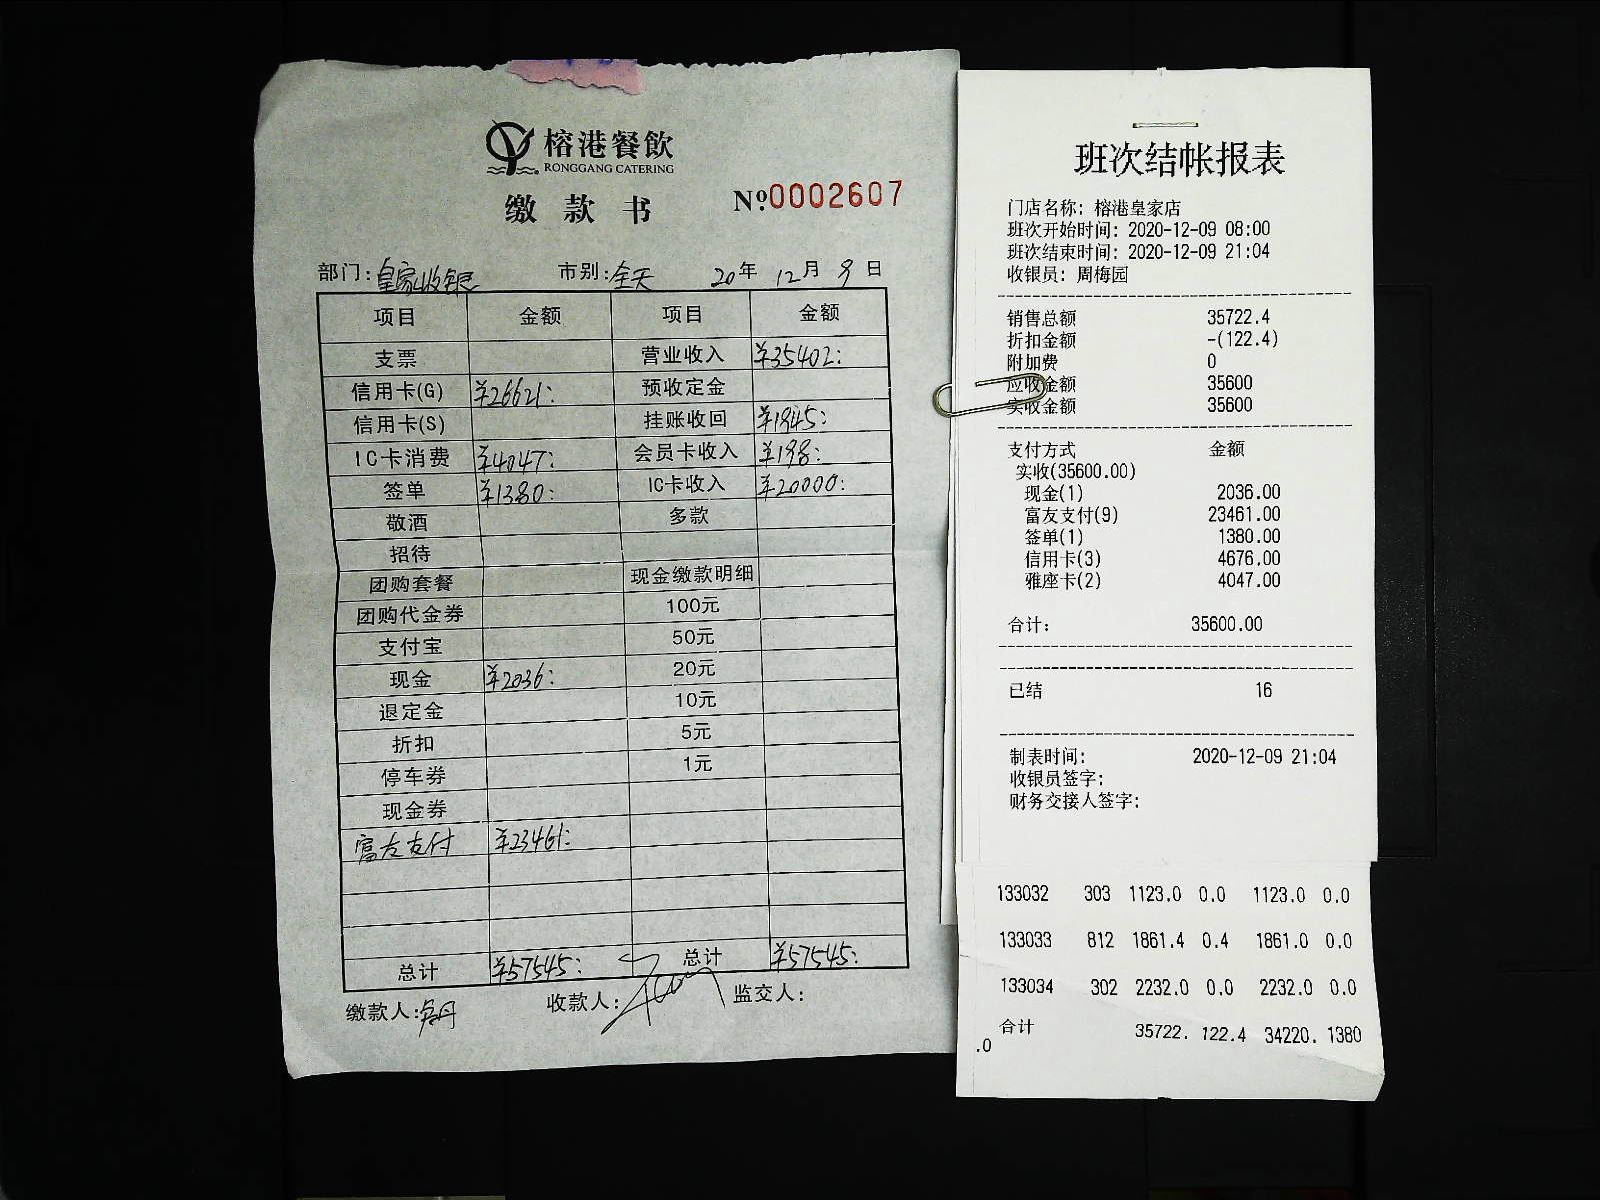 榕港餐飲
RONGGANG CATERING
缴款书
Nº0002607
部门:皇家收银 市别:全天 20年 12月 9日
项目 金额 项目 金额
支票 营业收入 ¥35402:
信用卡(G) ¥26621: 预收定金
信用卡(S) 挂账收回 ¥1945:
IC卡消费 ¥4047: 会员卡收入 ¥198:
签单 ¥1380: IC卡收入 ¥20000:
敬酒 多款
招待
团购套餐 现金缴款明细
团购代金券 100元
支付宝 50元
现金 ¥2036: 20元
退定金 10元
折扣 5元
停车券 1元
现金券
富友支付 ¥23461:
总计 ¥57545: 总计 ¥57545:
缴款人: 收款人: 监交人:
班次结帐报表
门店名称: 榕港皇家店
班次开始时间: 2020-12-09 08:00
班次结束时间: 2020-12-09 21:04
收银员: 周梅园
销售总额 35722.4
折扣金额 -(122.4)
附加费 0
应收金额 35600
实收金额 35600
支付方式 金额
实收(35600.00)
现金(1) 2036.00
富友支付(9) 23461.00
签单(1) 1380.00
信用卡(3) 4676.00
雅座卡(2) 4047.00
合计: 35600.00
已结 16
制表时间: 2020-12-09 21:04
收银员签字:
财务交接人签字:
133032 303 1123.0 0.0 1123.0 0.0
133033 812 1861.4 0.4 1861.0 0.0
133034 302 2232.0 0.0 2232.0 0.0
合计 35722. 122.4 34220. 1380
.0